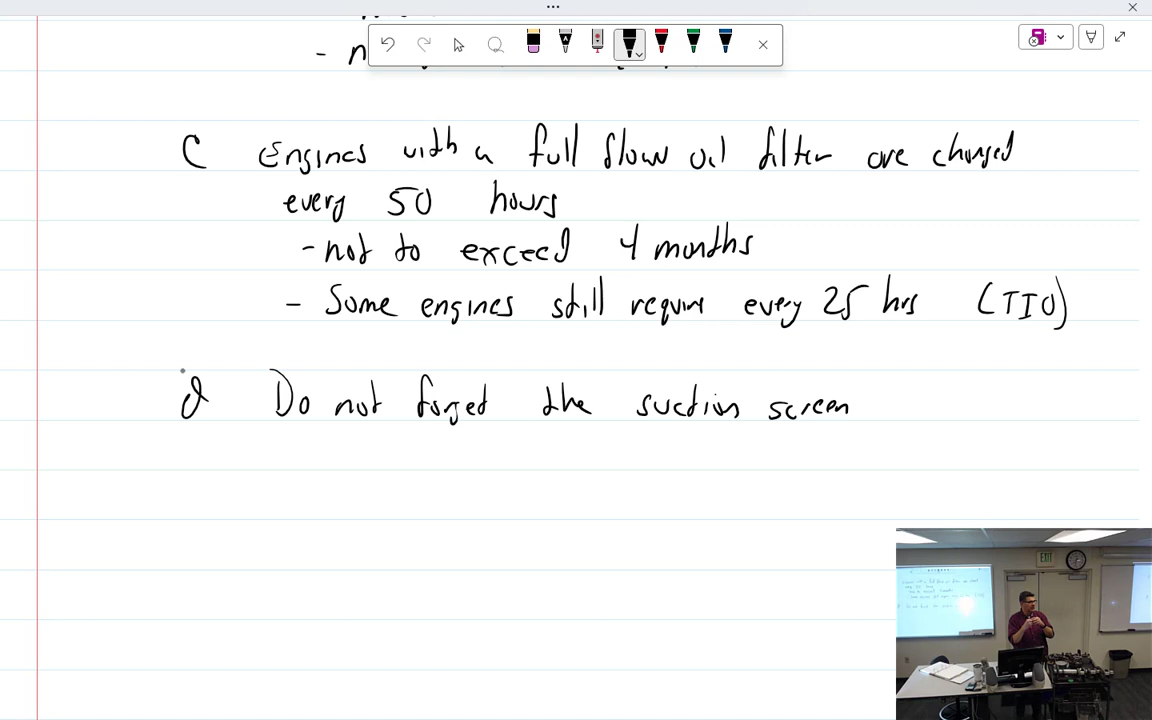 - n
C Engines with a full flow oil filter are changed
every 50 hours
- not to exceed 4 months
- Some engines still require every 25 hrs (TIO)
d Do not forget the suction screen
EXIT